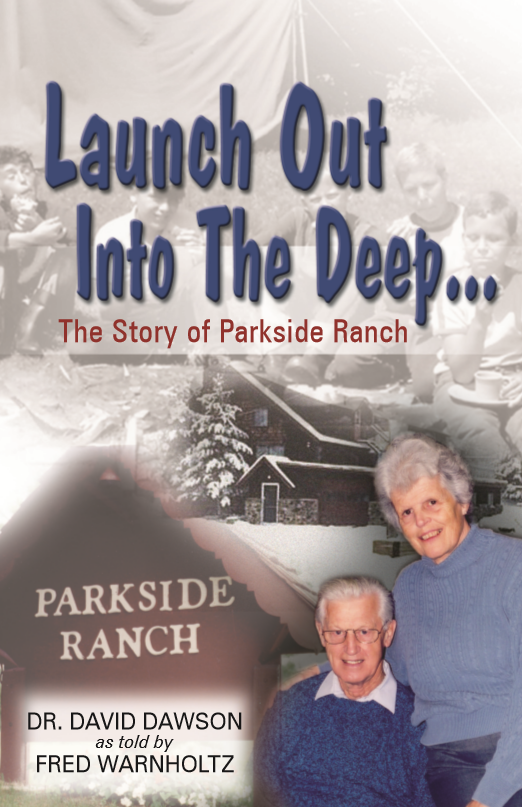 Launch Out
Into The Deep...
The Story of Parkside Ranch
PARKSIDE
RANCH
DR. DAVID DAWSON
as told by
FRED WARNHOLTZ